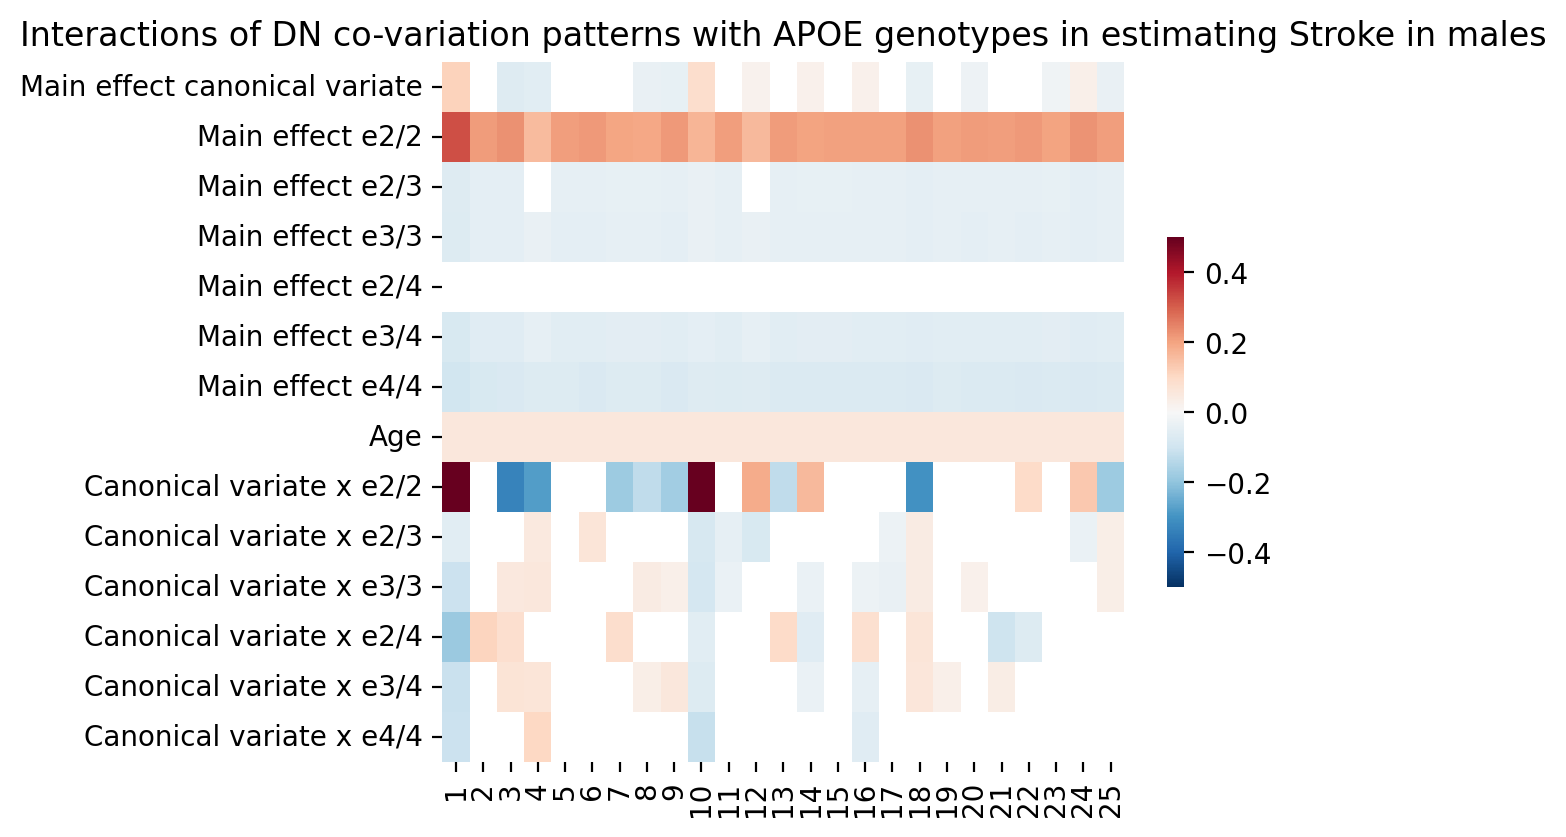 Interactions of DN co-variation patterns with APOE genotypes in estimating Stroke in males
Main effect canonical variate
Main effect e2/2
Main effect e2/3
Main effect e3/3
Main effect e2/4
Main effect e3/4
Main effect e4/4
Age
Canonical variate x e2/2
Canonical variate x e2/3
Canonical variate x e3/3
Canonical variate x e2/4
Canonical variate x e3/4
Canonical variate x e4/4
1 2 3 4 5 6 7 8 9 10 11 12 13 14 15 16 17 18 19 20 21 22 23 24 25
0.4
0.2
0.0
−0.2
−0.4